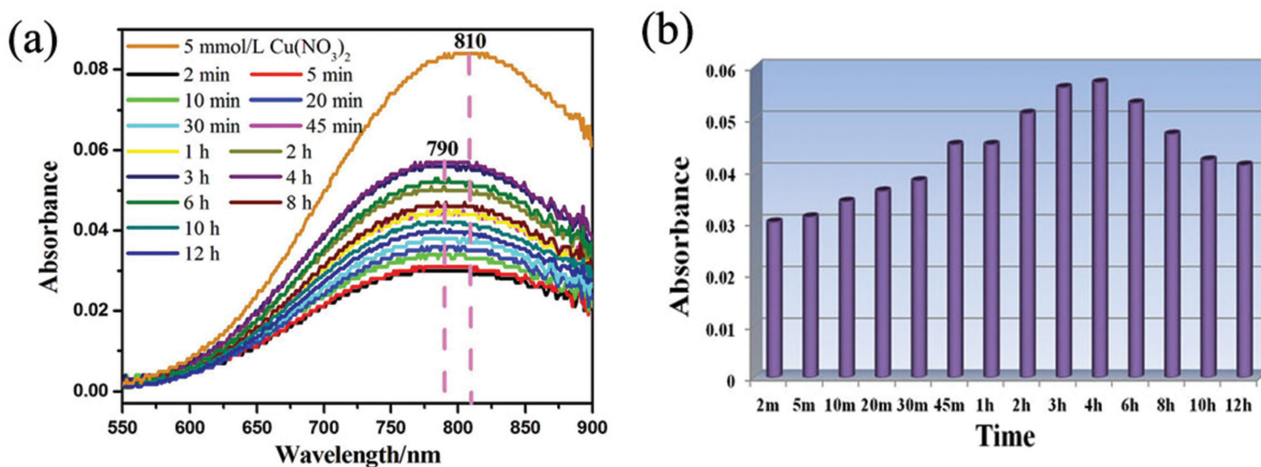 (a)
810
5 mmol/L Cu(NO3)2
2 min 5 min
10 min 20 min
30 min 45 min
1 h 2 h
3 h 4 h
6 h 8 h
10 h
12 h
790
0.08
0.06
0.04
0.02
0.00
Absorbance
550 600 650 700 750 800 850 900
Wavelength/nm
(b)
0.06
0.05
0.04
0.03
0.02
0.01
0
Absorbance
2m 5m 10m 20m 30m 45m 1h 2h 3h 4h 6h 8h 10h 12h
Time